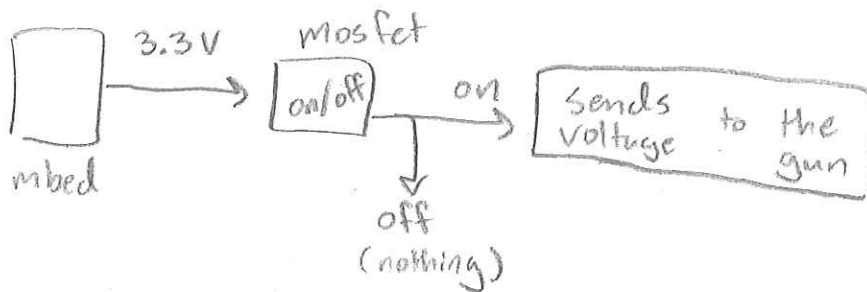 3.3V
mosfet
on/off
on
sends
voltage to the
gun
mbed
off
(nothing)